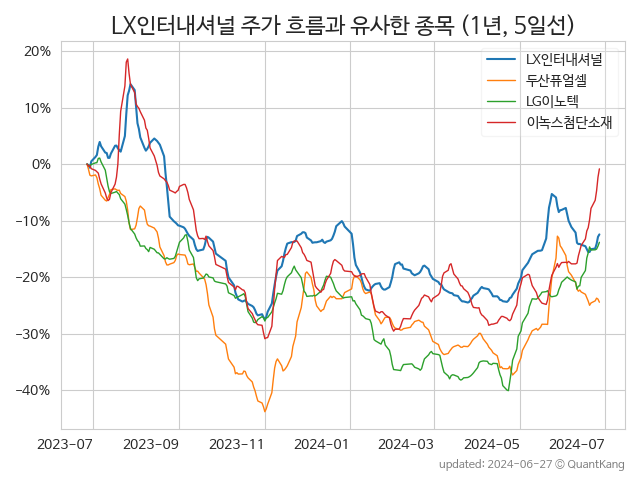 LX인터내셔널 주가 흐름과 유사한 종목 (1년, 5일선)
20%
10%
0%
−10%
−20%
−30%
−40%
LX인터내셔널
두산퓨얼셀
LG이노텍
이녹스첨단소재
2023-07 2023-09 2023-11 2024-01 2024-03 2024-05 2024-07
updated: 2024-06-27 © QuantKang